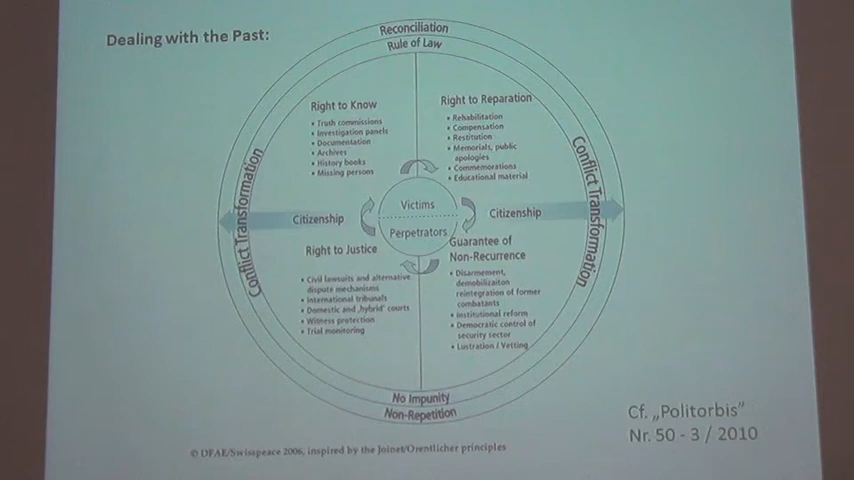 Dealing with the Past:
Reconciliation
Rule of Law
Right to Know
• Truth commissions
• Investigation panels
• Documentation
• Archives
• History books
• Missing persons
Right to Reparation
• Rehabilitation
• Compensation
• Restitution
• Memorials, public
apologies
• Commemorations
• Educational material
Conflict Transformation
Citizenship
Victims
Perpetrators
Citizenship
Conflict Transformation
Right to Justice
• Civil lawsuits and alternative
dispute mechanisms
• International tribunals
• Domestic and ‚hybrid' courts
• Witness protection
• Trial monitoring
Guarantee of
Non-Recurrence
• Disarmement,
demobilizaiton
reintegration of former
combatants
• Institutional reform
• Democratic control of
security sector
• Lustration / Vetting
No Impunity
Non-Repetition
Cf. „Politorbis"
Nr. 50 - 3 / 2010
© DFAE/Swisspeace 2006, inspired by the Joinet/Orentlicher principles